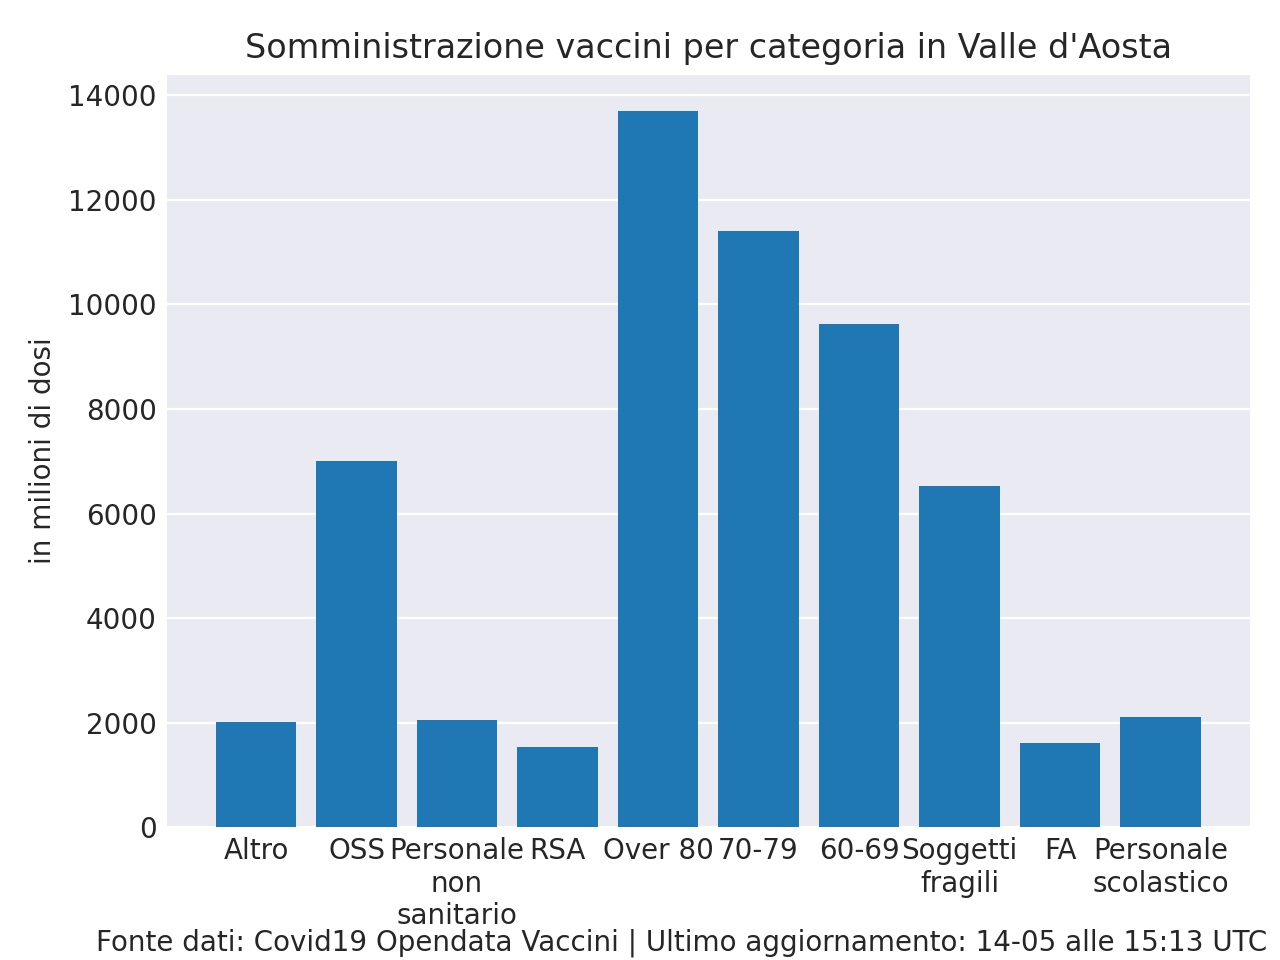 Somministrazione vaccini per categoria in Valle d'Aosta
in milioni di dosi
14000
12000
10000
8000
6000
4000
2000
0
Altro
OSS
Personale
non
sanitario
RSA
Over 80
70-79
60-69
Soggetti
fragili
FA
Personale
scolastico
Fonte dati: Covid19 Opendata Vaccini | Ultimo aggiornamento: 14-05 alle 15:13 UTC